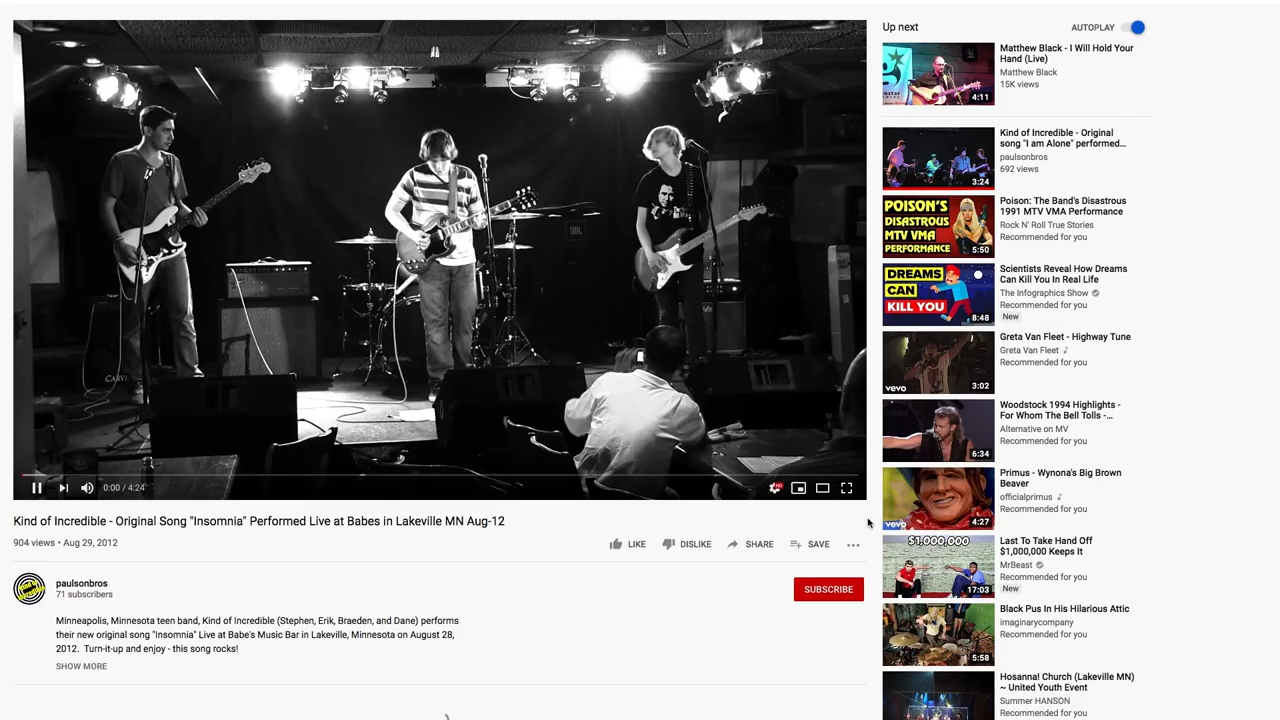 Up next
AUTOPLAY
Matthew Black - I Will Hold Your
Hand (Live)
Matthew Black
15K views
4:11
Kind of Incredible - Original
song "I am Alone" performed...
paulsonbros
692 views
3:24
POISON'S
DISASTROUS
MTV VMA
PERFORMANCE
5:50
Poison: The Band's Disastrous
1991 MTV VMA Performance
Rock N' Roll True Stories
Recommended for you
DREAMS
CAN
KILL YOU
8:48
Scientists Reveal How Dreams
Can Kill You In Real Life
The Infographics Show
Recommended for you
New
vevo
3:02
Greta Van Fleet - Highway Tune
Greta Van Fleet
Recommended for you
6:34
Woodstock 1994 Highlights -
For Whom The Bell Tolls -...
Alternative on MV
Recommended for you
vevo
4:27
Primus - Wynona's Big Brown
Beaver
officialprimus
Recommended for you
$1,000,000
17:03
Last To Take Hand Off
$1,000,000 Keeps It
MrBeast
Recommended for you
New
5:58
Black Pus In His Hilarious Attic
imaginarycompany
Recommended for you
Hosanna! Church (Lakeville MN)
~ United Youth Event
Summer HANSON
Recommended for you
JBL
CARVI
0:00 / 4:24
HD
Kind of Incredible - Original Song "Insomnia" Performed Live at Babes in Lakeville MN Aug-12
904 views • Aug 29, 2012
LIKE
DISLIKE
SHARE
SAVE
paulsonbros
71 subscribers
SUBSCRIBE
Minneapolis, Minnesota teen band, Kind of Incredible (Stephen, Erik, Braeden, and Dane) performs
their new original song "Insomnia" Live at Babe's Music Bar in Lakeville, Minnesota on August 28,
2012. Turn-it-up and enjoy - this song rocks!
SHOW MORE